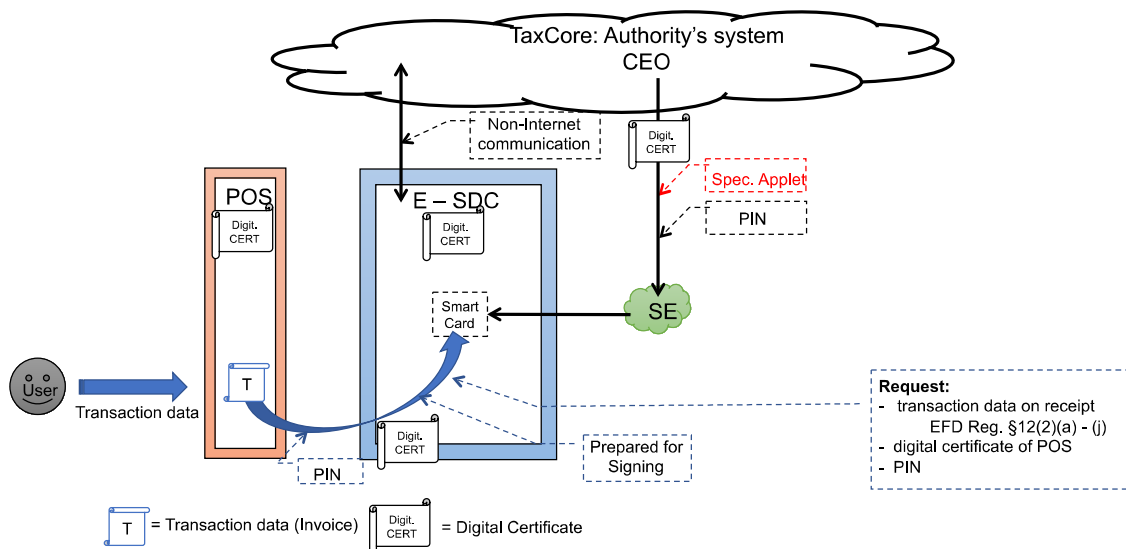 TaxCore: Authority's system
CEO
Non-Internet
communication
Digit.
CERT
Spec. Applet
PIN
POS
Digit.
CERT
E – SDC
Digit.
CERT
Smart
Card
SE
User
Transaction data
T
Digit.
CERT
PIN
Prepared for
Signing
Request:
- transaction data on receipt
EFD Reg. §12(2)(a) - (j)
- digital certificate of POS
- PIN
T
= Transaction data (Invoice)
Digit.
CERT
= Digital Certificate